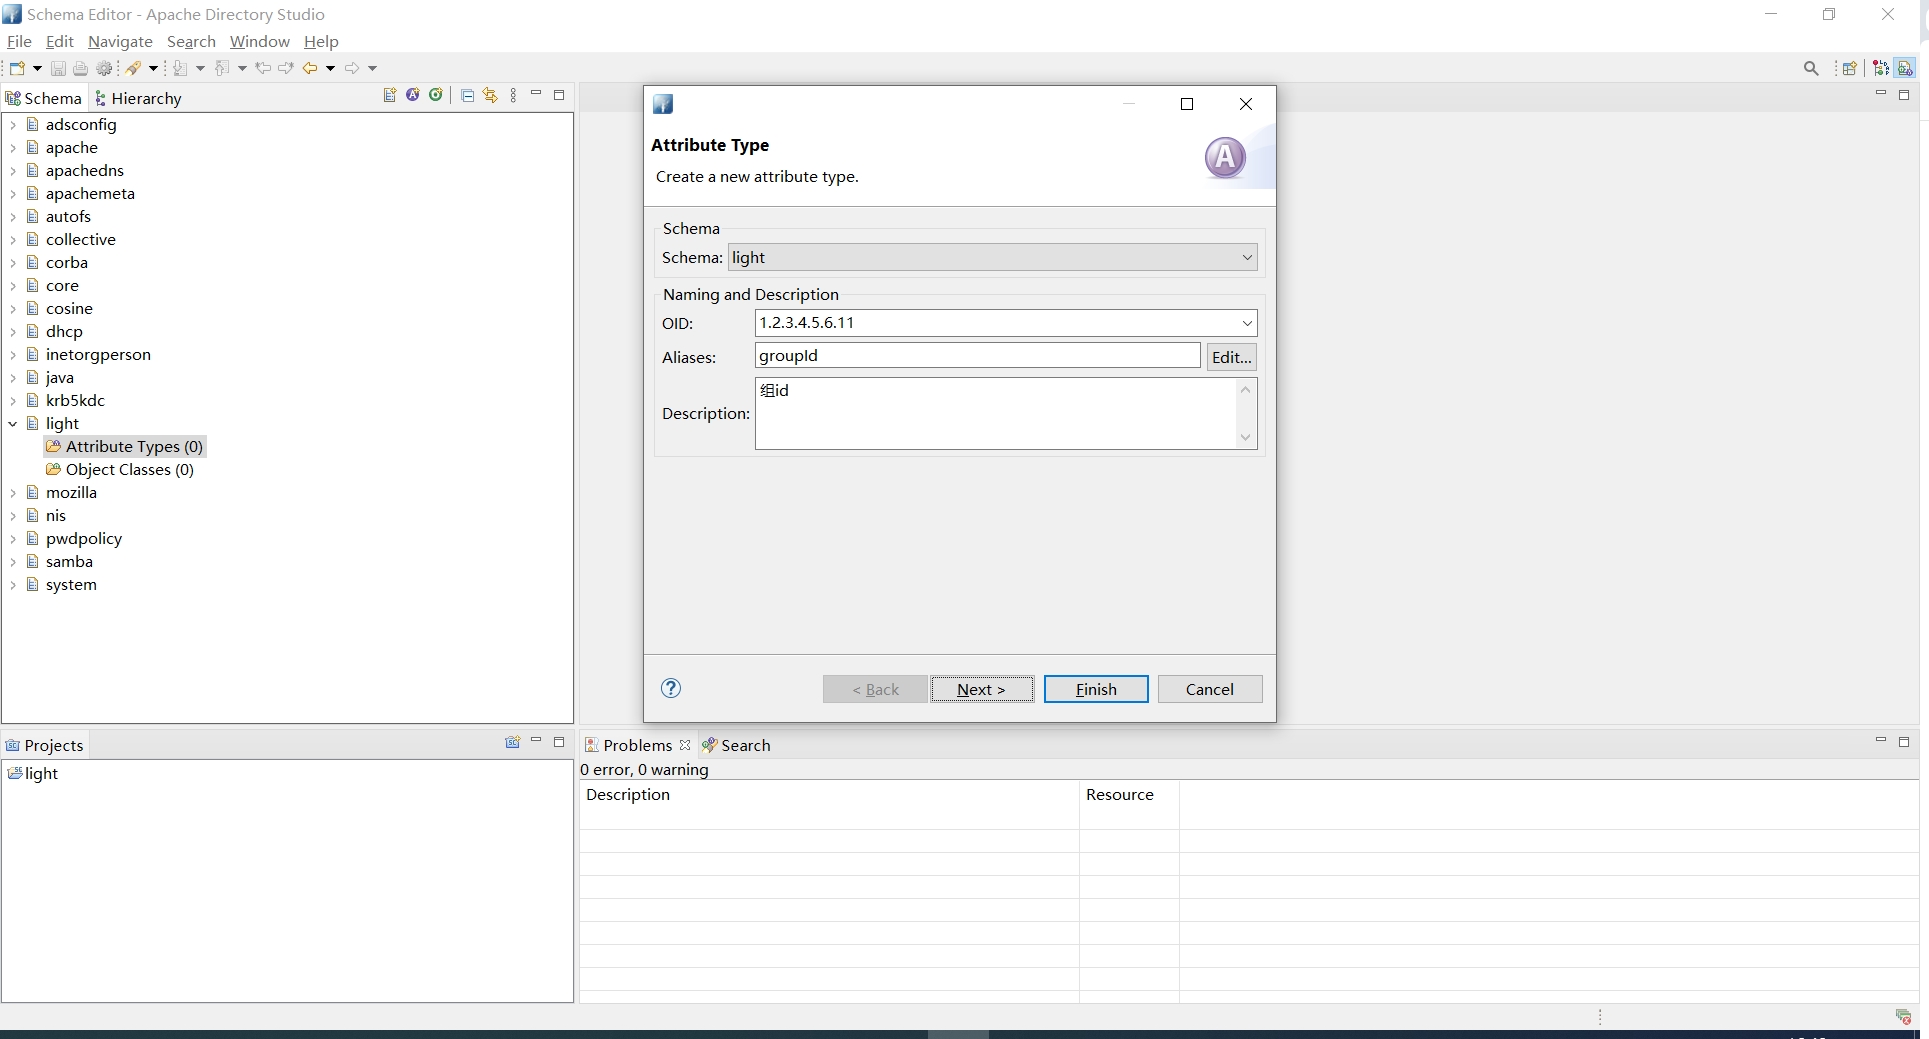 Schema Editor - Apache Directory Studio
File Edit Navigate Search Window Help
Schema Hierarchy
adsconfig
apache
apachedns
apachemeta
autofs
collective
corba
core
cosine
dhcp
inetorgperson
java
krb5kdc
light
Attribute Types (0)
Object Classes (0)
mozilla
nis
pwdpolicy
samba
system
Attribute Type
Create a new attribute type.
Schema
Schema: light
Naming and Description
OID: 1.2.3.4.5.6.11
Aliases: groupId Edit...
Description: 组id
< Back Next > Finish Cancel
Projects
light
Problems Search
0 error, 0 warning
Description Resource